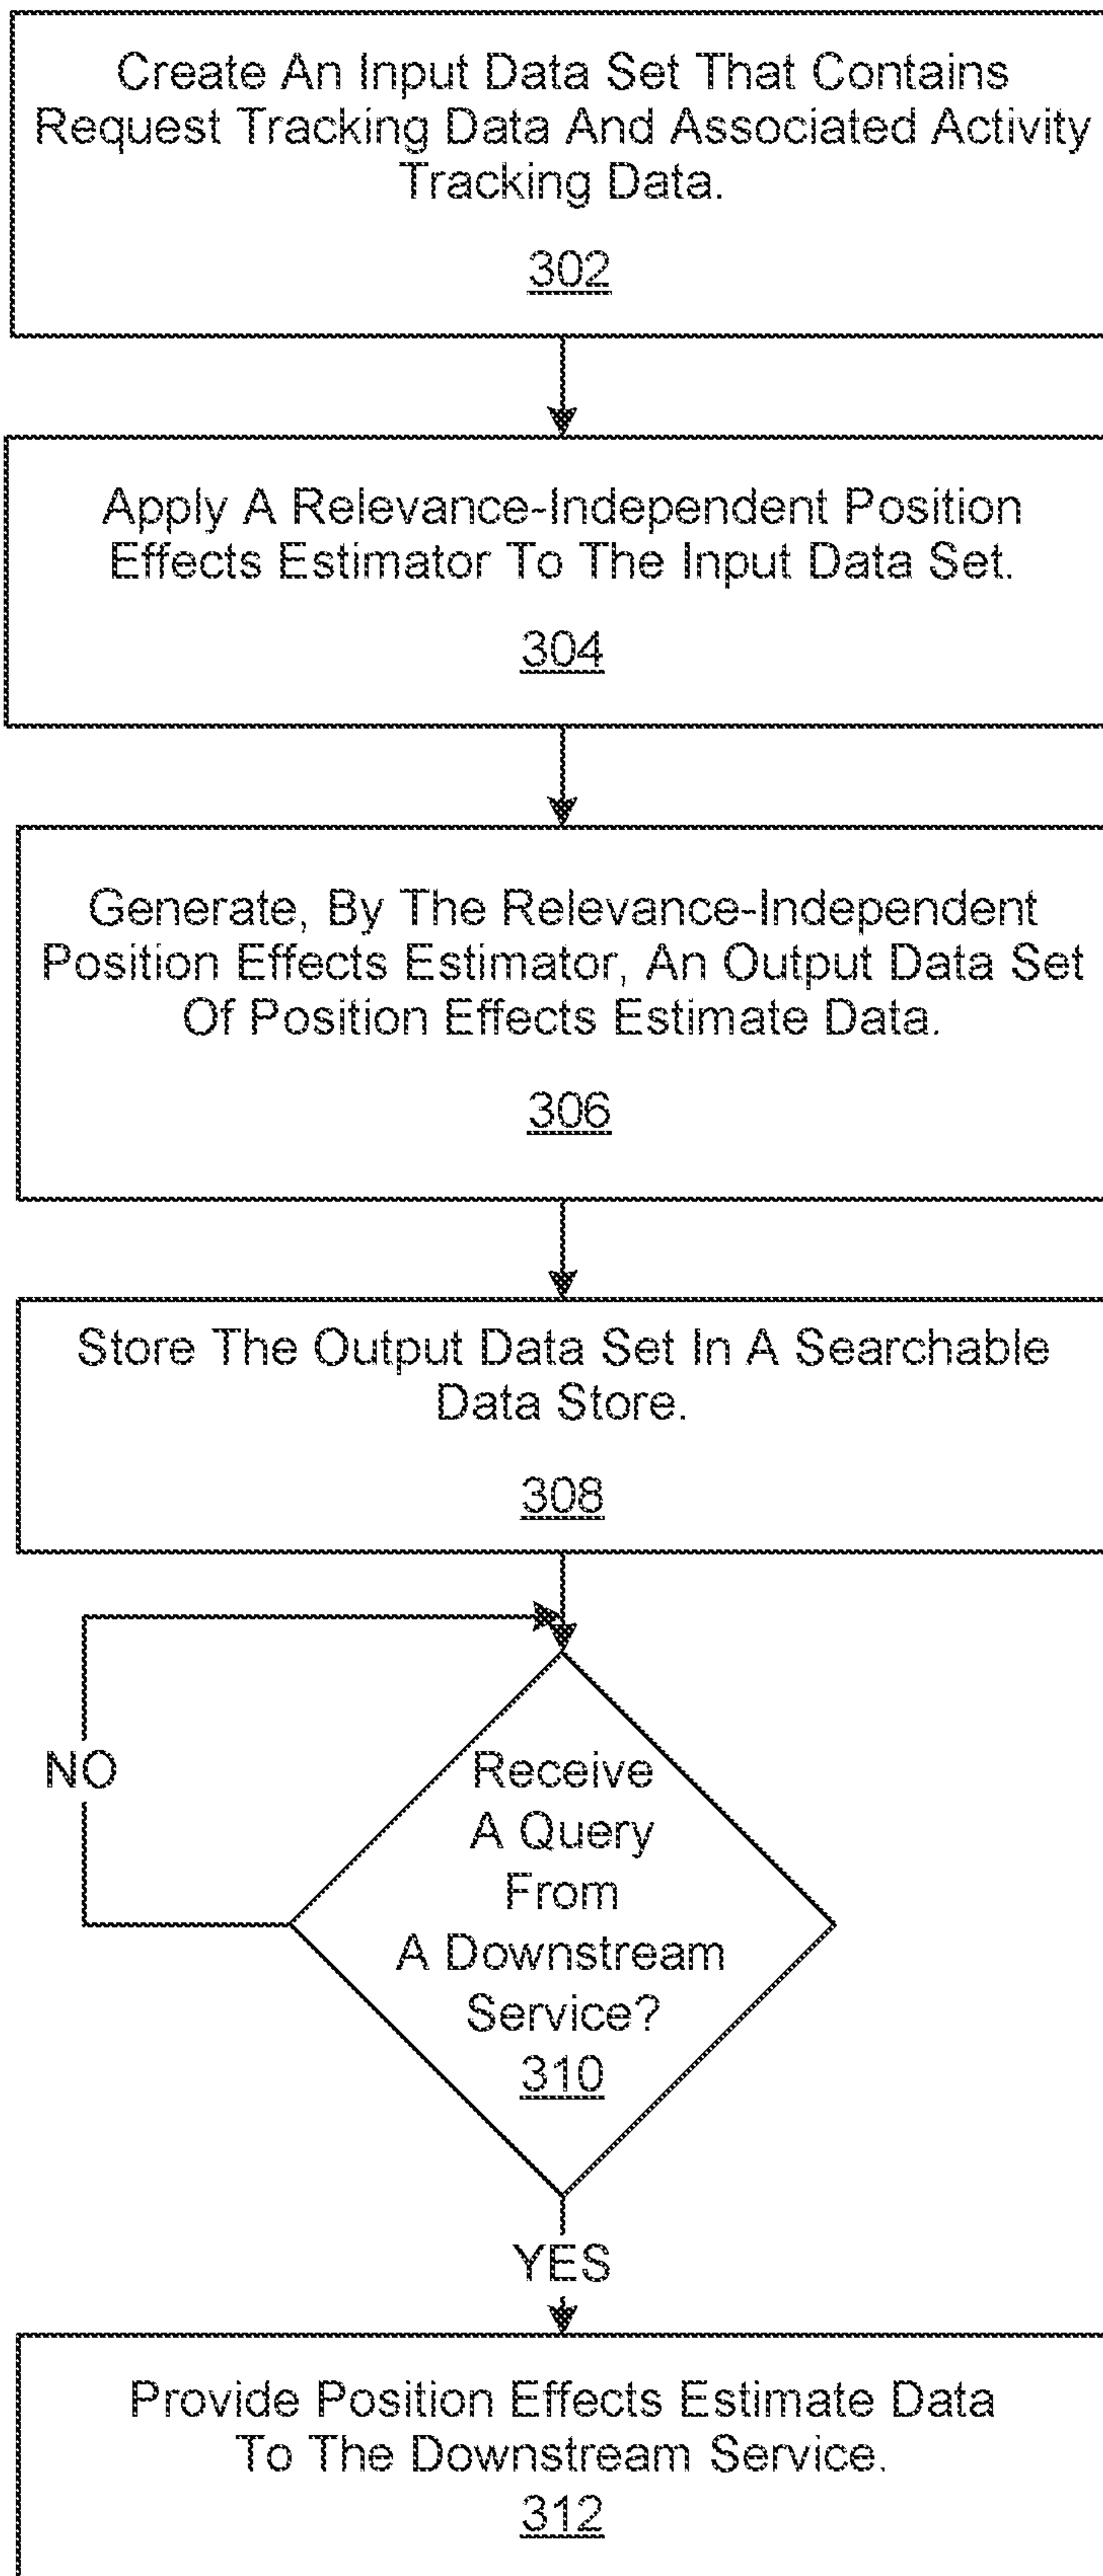 Create An Input Data Set That Contains
Request Tracking Data And Associated Activity
Tracking Data.
302
Apply A Relevance-Independent Position
Effects Estimator To The Input Data Set.
304
Generate, By The Relevance-Independent
Position Effects Estimator, An Output Data Set
Of Position Effects Estimate Data.
306
Store The Output Data Set In A Searchable
Data Store.
308
NO
Receive
A Query
From
A Downstream
Service?
310
YES
Provide Position Effects Estimate Data
To The Downstream Service.
312